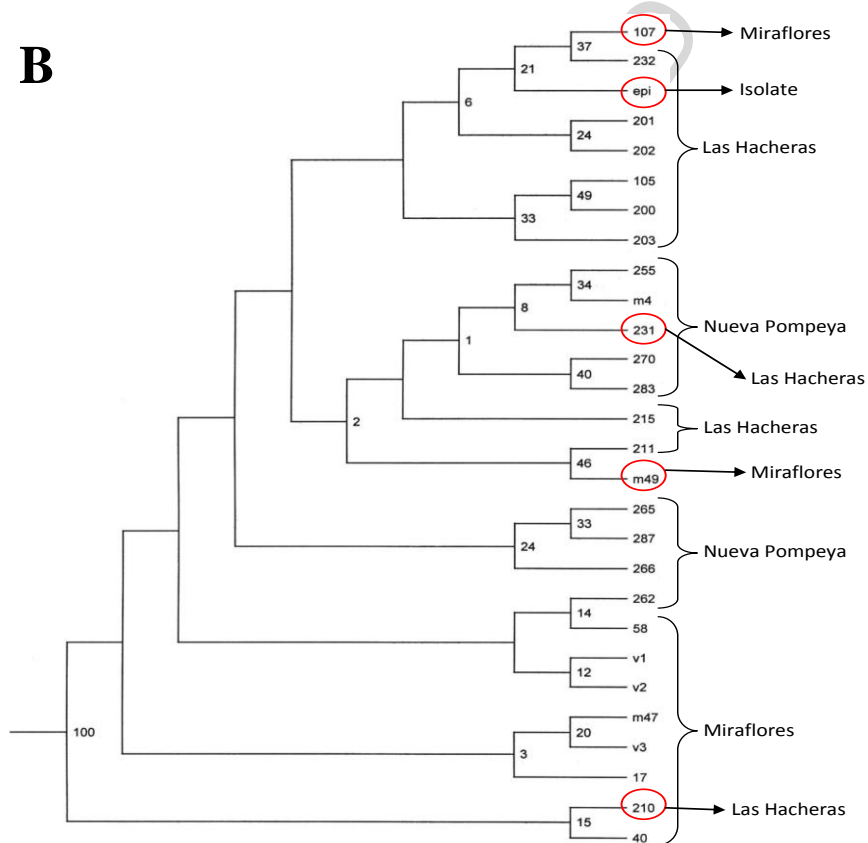 B
107
Miraflores
37
232
21
epi
Isolate
6
201
24
202
Las Hacheras
105
49
200
33
203
255
34
m4
8
231
Nueva Pompeya
1
270
40
283
Las Hacheras
215
2
211
Las Hacheras
46
m49
Miraflores
265
33
287
24
266
Nueva Pompeya
262
14
58
v1
12
v2
m47
100
20
v3
Miraflores
3
17
210
Las Hacheras
15
40